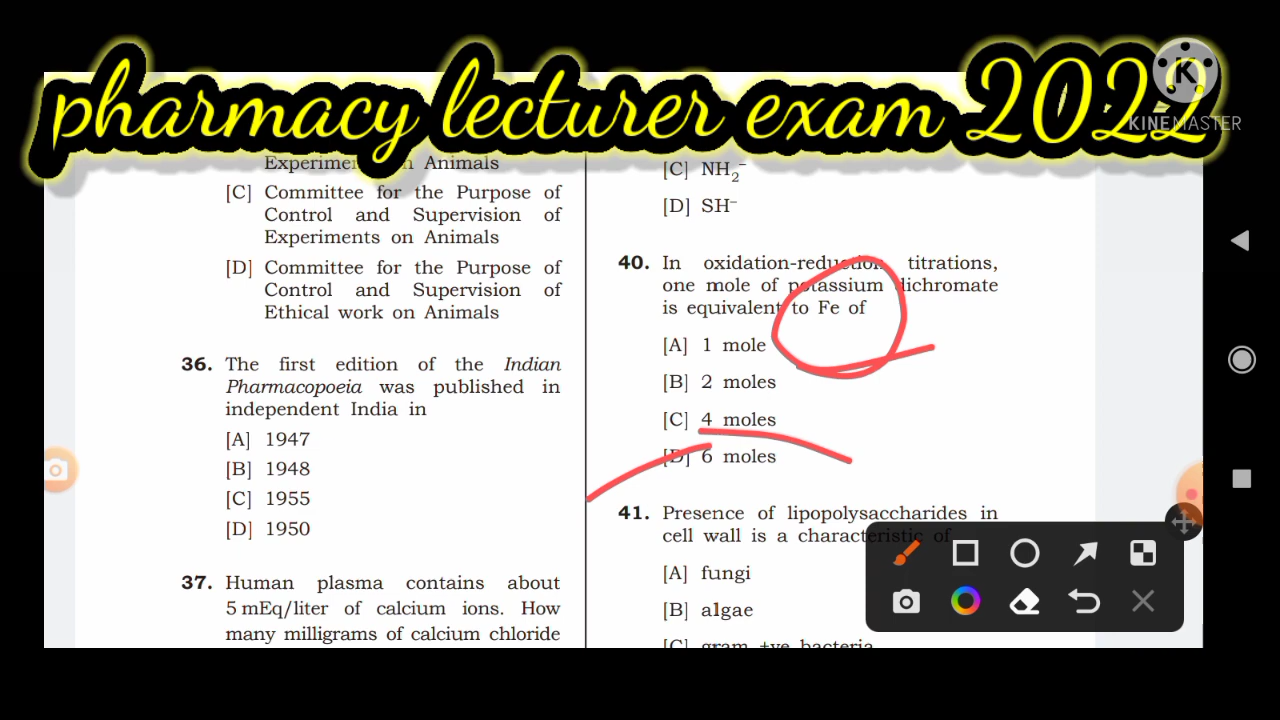 pharmacy lecturer exam 2022
KINEMASTER
Experiments on Animals
[C] Committee for the Purpose of
Control and Supervision of
Experiments on Animals
[D] Committee for the Purpose of
Control and Supervision of
Ethical work on Animals
36. The first edition of the Indian
Pharmacopoeia was published in
independent India in
[A] 1947
[B] 1948
[C] 1955
[D] 1950
37. Human plasma contains about
5 mEq/liter of calcium ions. How
many milligrams of calcium chloride
[C] NH₂⁻
[D] SH⁻
40. In oxidation-reduction titrations,
one mole of potassium dichromate
is equivalent to Fe of
[A] 1 mole
[B] 2 moles
[C] 4 moles
[D] 6 moles
41. Presence of lipopolysaccharides in
cell wall is a characteristic of
[A] fungi
[B] algae
[C] gram +ve bacteria